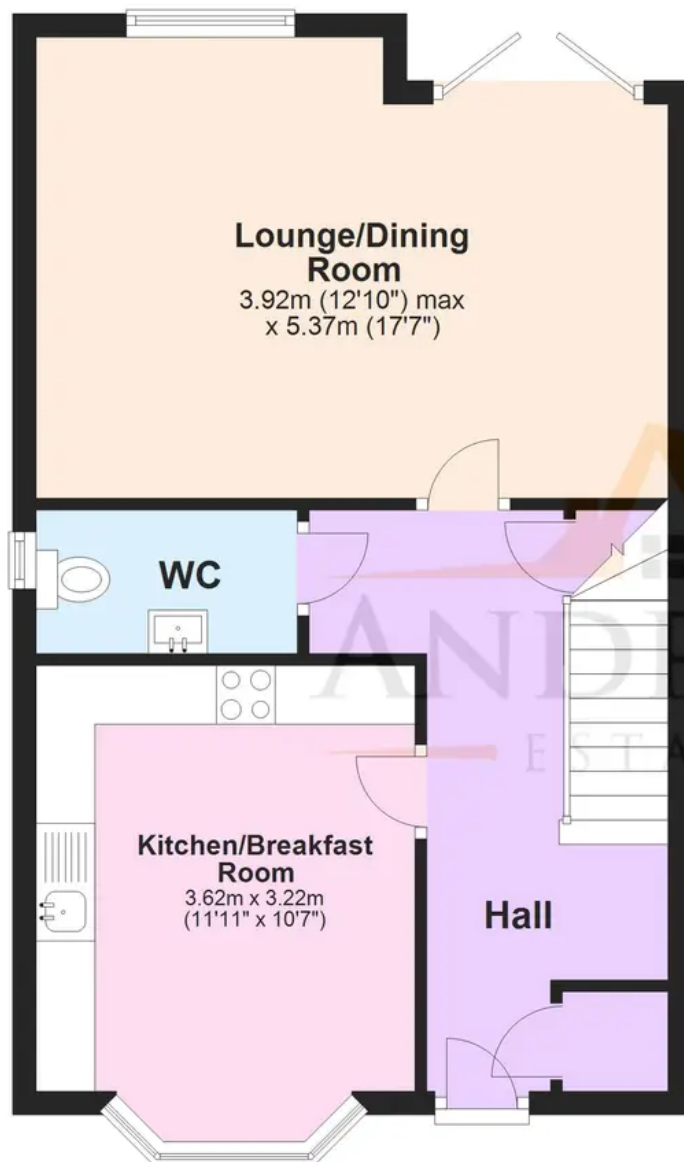 Lounge/Dining
Room
3.92m (12'10") max
x 5.37m (17'7")
WC
Kitchen/Breakfast
Room
3.62m x 3.22m
(11'11" x 10'7")
Hall